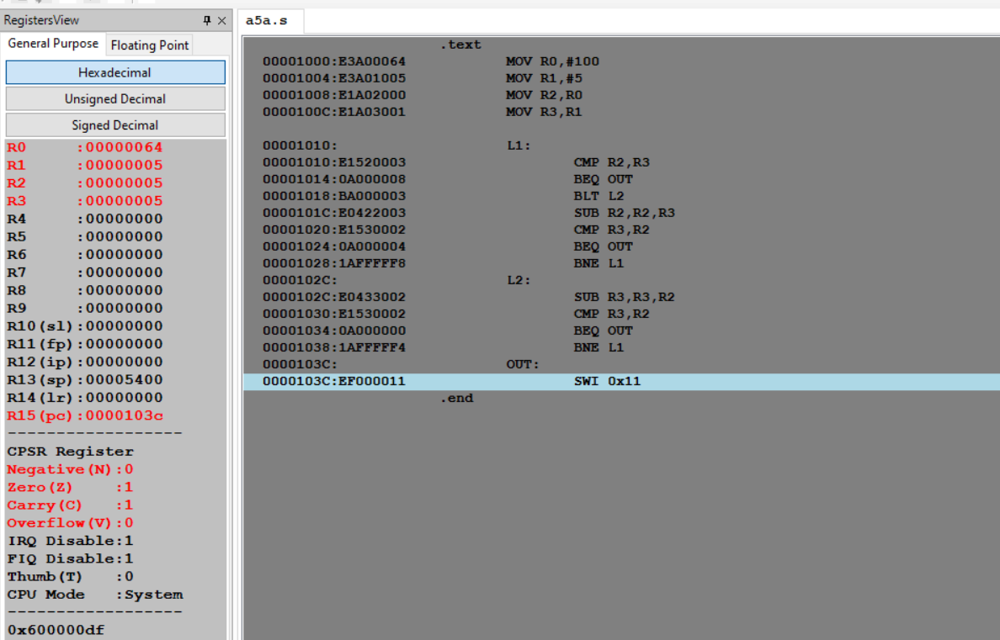 RegistersView
General Purpose Floating Point
Hexadecimal
Unsigned Decimal
Signed Decimal
R0 :00000064
R1 :00000005
R2 :00000005
R3 :00000005
R4 :00000000
R5 :00000000
R6 :00000000
R7 :00000000
R8 :00000000
R9 :00000000
R10(sl):00000000
R11(fp):00000000
R12(ip):00000000
R13(sp):00005400
R14(lr):00000000
R15(pc):0000103c
-------------------
CPSR Register
Negative(N):0
Zero(Z) :1
Carry(C) :1
Overflow(V):0
IRQ Disable:1
FIQ Disable:1
Thumb(T) :0
CPU Mode :System
-------------------
0x600000df
a5a.s
.text
00001000:E3A00064 MOV R0,#100
00001004:E3A01005 MOV R1,#5
00001008:E1A02000 MOV R2,R0
0000100C:E1A03001 MOV R3,R1
00001010: L1:
00001010:E1520003 CMP R2,R3
00001014:0A000008 BEQ OUT
00001018:BA000003 BLT L2
0000101C:E0422003 SUB R2,R2,R3
00001020:E1530002 CMP R3,R2
00001024:0A000004 BEQ OUT
00001028:1AFFFFF8 BNE L1
0000102C: L2:
0000102C:E0433002 SUB R3,R3,R2
00001030:E1530002 CMP R3,R2
00001034:0A000000 BEQ OUT
00001038:1AFFFFF4 BNE L1
0000103C: OUT:
0000103C:EF000011 SWI 0x11
.end